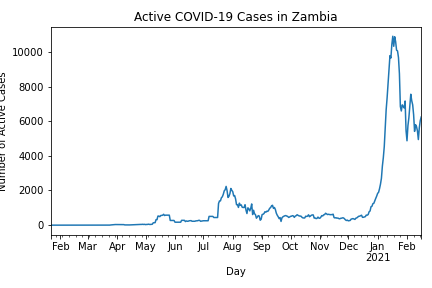 Active COVID-19 Cases in Zambia
Number of Active Cases
10000
8000
6000
4000
2000
0
Feb Mar Apr May Jun Jul Aug Sep Oct Nov Dec Jan Feb
2021
Day